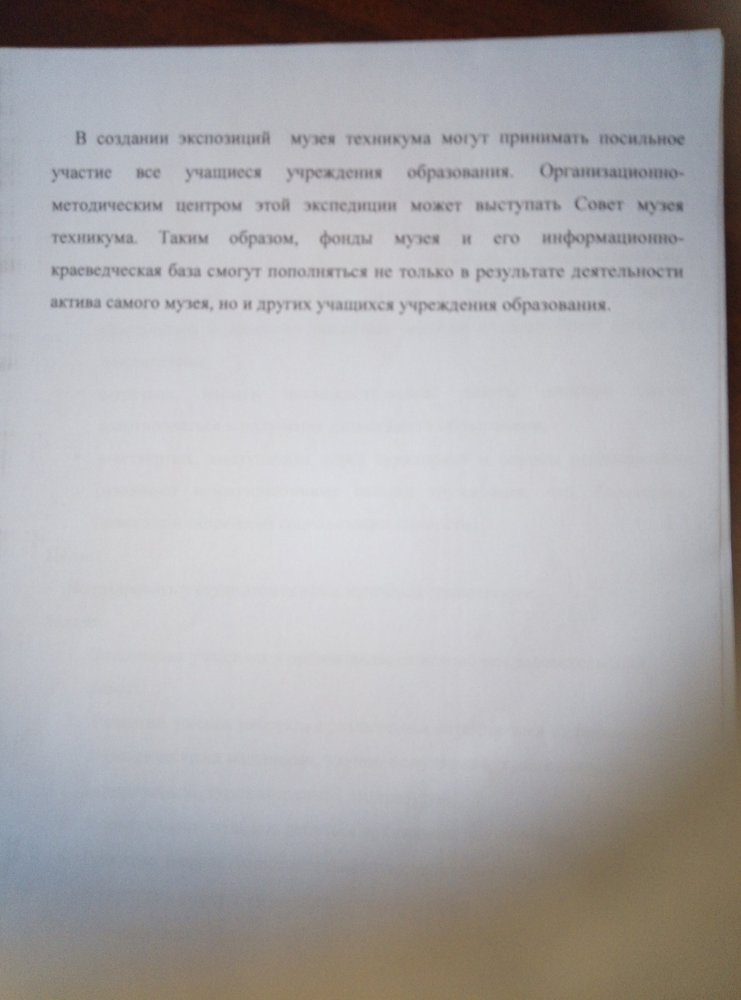 В создании экспозиций музея техникума могут принимать посильное
участие все учащиеся учреждения образования. Организационно-
методическим центром этой экспедиции может выступать Совет музея
техникума. Таким образом, фонды музея и его информационно-
краеведческая база смогут пополняться не только в результате деятельности
актива самого музея, но и других учащихся учреждения образования.